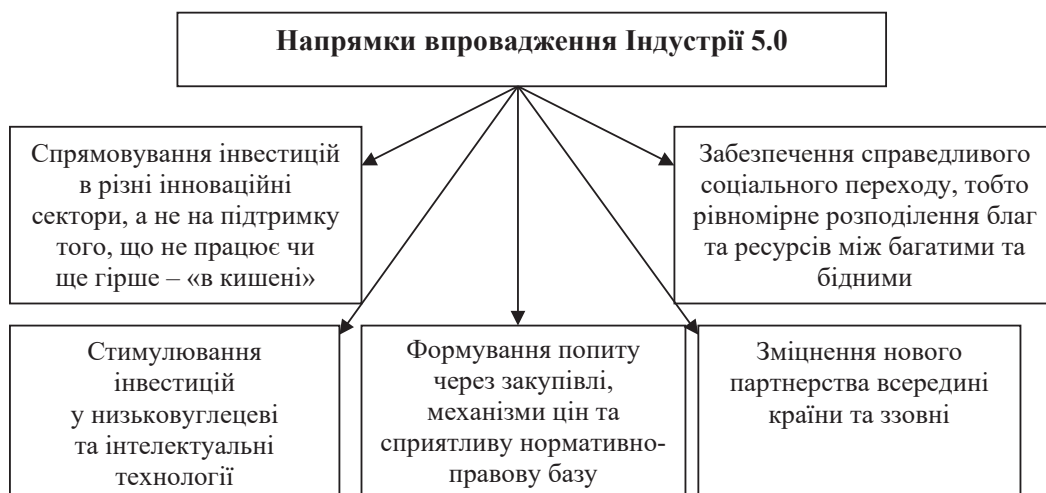 Напрямки впровадження Індустрії 5.0
Спрямовування інвестицій
в різні інноваційні
сектори, а не на підтримку
того, що не працює чи
ще гірше – «в кишені»
Забезпечення справедливого
соціального переходу, тобто
рівномірне розподілення благ
та ресурсів між багатими та
бідними
Стимулювання
інвестицій
у низьковуглецеві
та інтелектуальні
технології
Формування попиту
через закупівлі,
механізми цін та
сприятливу нормативно-
правову базу
Зміцнення нового
партнерства всередині
країни та ззовні